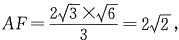 AF = \frac{2\sqrt{3} \times \sqrt{6}}{3} = 2\sqrt{2},